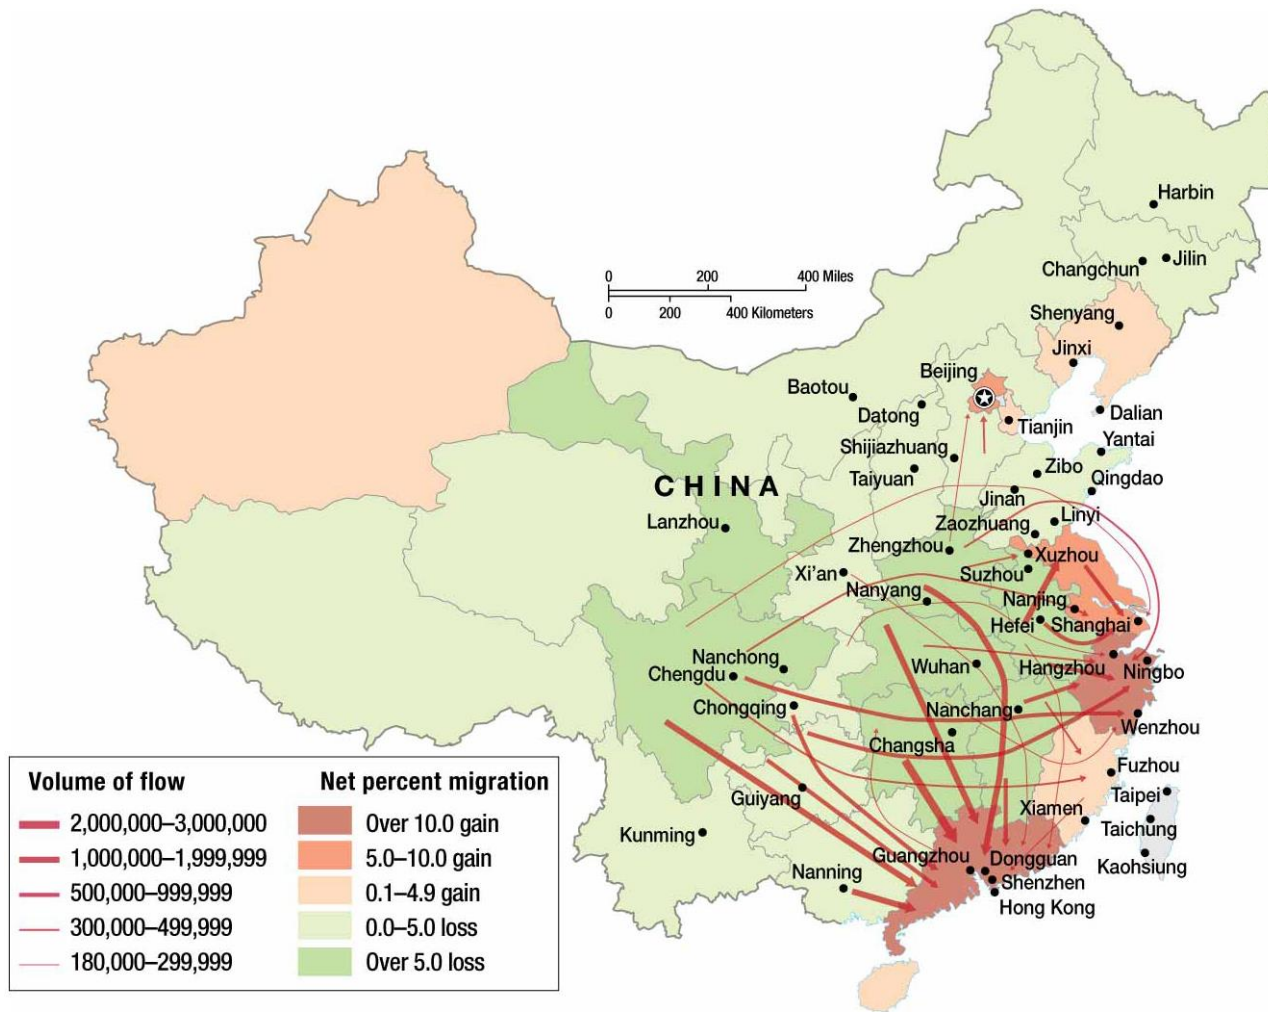 Harbin
Changchun
Jilin
0 200 400 Miles
0 200 400 Kilometers
Shenyang
Jinxi
Beijing
Baotou
Datong
Dalian
Tianjin
Yantai
Shijiazhuang
Zibo
Taiyuan
Qingdao
CHINA
Jinan
Lanzhou
Zaozhuang
Linyi
Zhengzhou
Xuzhou
Xi'an
Suzhou
Nanyang
Nanjing
Hefei
Shanghai
Nanchong
Wuhan
Hangzhou
Ningbo
Chengdu
Chongqing
Nanchang
Wenzhou
Changsha
Fuzhou
Guiyang
Taipei
Xiamen
Kunming
Taichung
Guangzhou
Dongguan
Kaohsiung
Nanning
Shenzhen
Hong Kong
Volume of flow
2,000,000–3,000,000
1,000,000–1,999,999
500,000–999,999
300,000–499,999
180,000–299,999
Net percent migration
Over 10.0 gain
5.0–10.0 gain
0.1–4.9 gain
0.0–5.0 loss
Over 5.0 loss